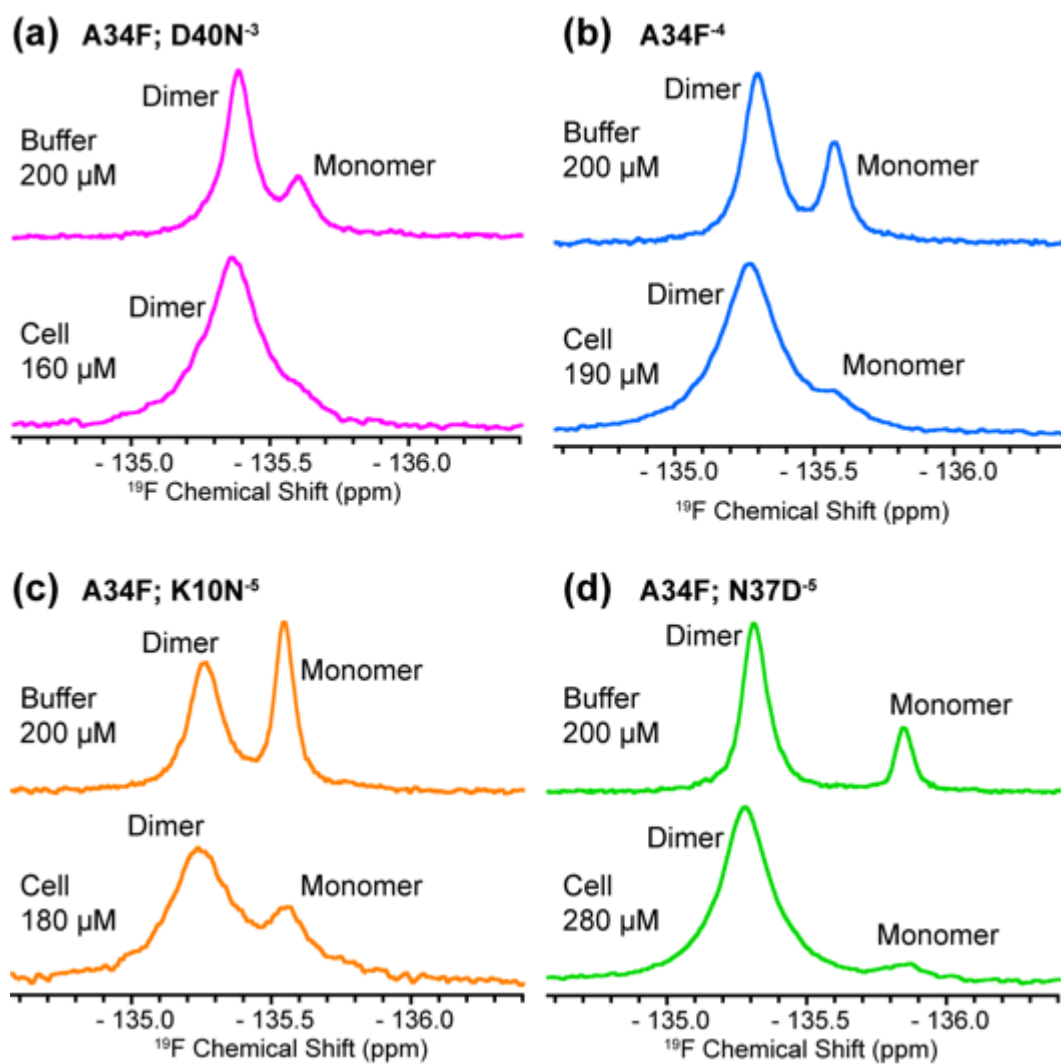 (a) A34F; D40N⁻³
Dimer
Buffer
200 µM
Monomer
Dimer
Cell
160 µM
- 135.0 - 135.5 - 136.0
¹⁹F Chemical Shift (ppm)
(b) A34F⁻⁴
Dimer
Buffer
200 µM
Monomer
Dimer
Cell
190 µM
Monomer
- 135.0 - 135.5 - 136.0
¹⁹F Chemical Shift (ppm)
(c) A34F; K10N⁻⁵
Dimer
Monomer
Buffer
200 µM
Dimer
Monomer
Cell
180 µM
- 135.0 - 135.5 - 136.0
¹⁹F Chemical Shift (ppm)
(d) A34F; N37D⁻⁵
Dimer
Buffer
200 µM
Monomer
Dimer
Cell
280 µM
Monomer
- 135.0 - 135.5 - 136.0
¹⁹F Chemical Shift (ppm)